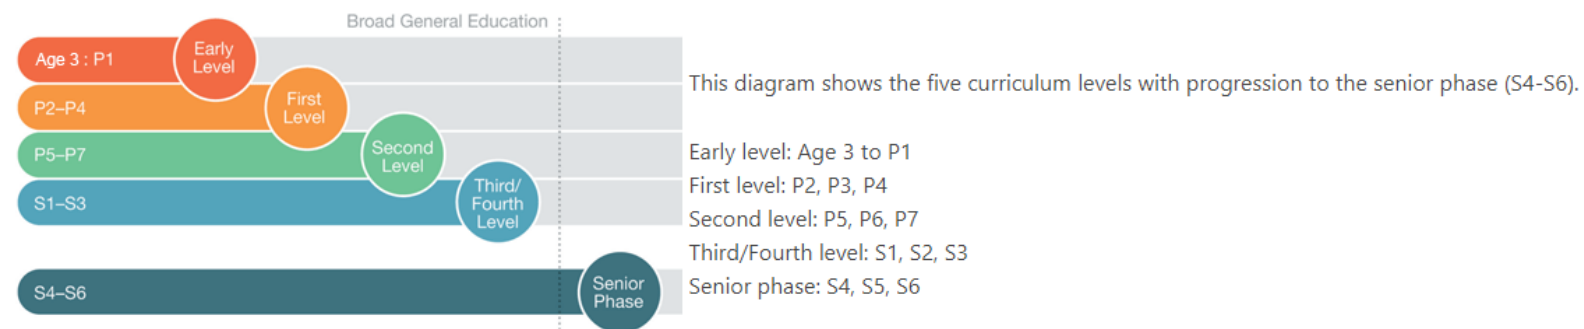 Broad General Education
Age 3 : P1
Early
Level
P2–P4
First
Level
P5–P7
Second
Level
S1–S3
Third/
Fourth
Level
S4–S6
Senior
Phase
This diagram shows the five curriculum levels with progression to the senior phase (S4-S6).
Early level: Age 3 to P1
First level: P2, P3, P4
Second level: P5, P6, P7
Third/Fourth level: S1, S2, S3
Senior phase: S4, S5, S6